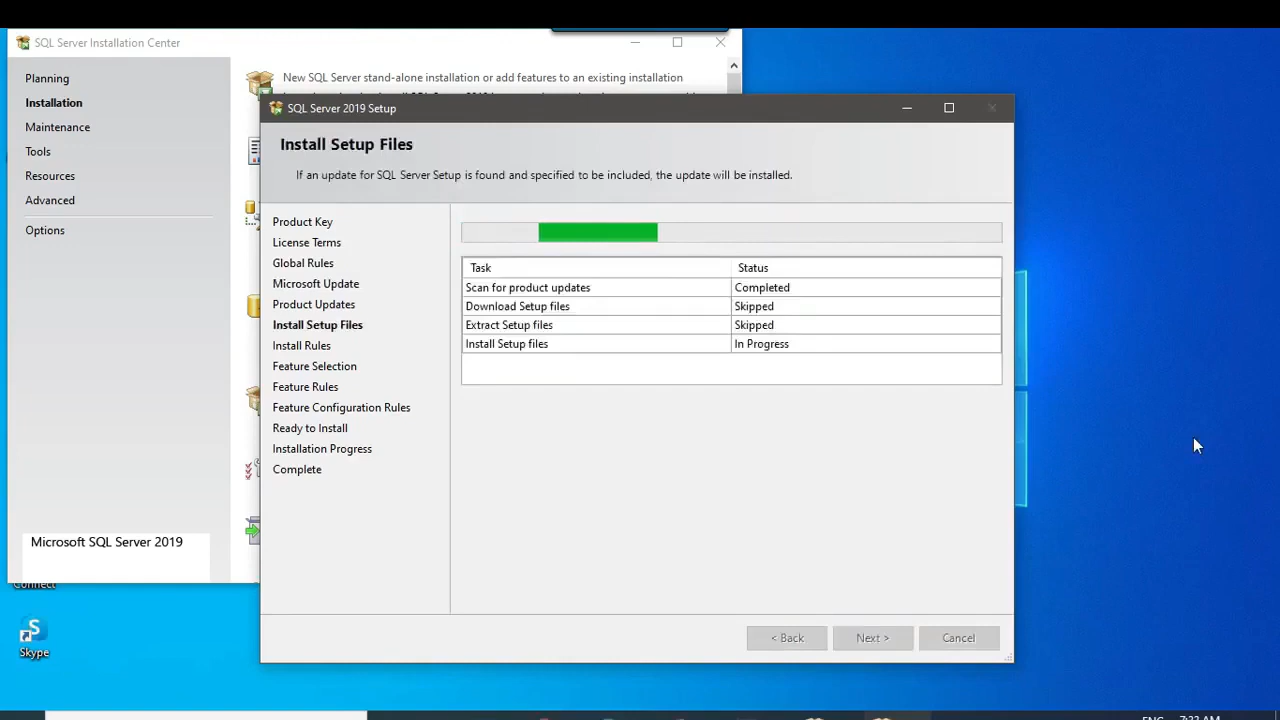 SQL Server Installation Center
Planning
Installation
Maintenance
Tools
Resources
Advanced
Options
Microsoft SQL Server 2019
New SQL Server stand-alone installation or add features to an existing installation
SQL Server 2019 Setup
Install Setup Files
If an update for SQL Server Setup is found and specified to be included, the update will be installed.
Product Key
License Terms
Global Rules
Microsoft Update
Product Updates
Install Setup Files
Install Rules
Feature Selection
Feature Rules
Feature Configuration Rules
Ready to Install
Installation Progress
Complete
Task Status
Scan for product updates Completed
Download Setup files Skipped
Extract Setup files Skipped
Install Setup files In Progress
< Back Next > Cancel
Connect
Skype
ENG 7:23 AM